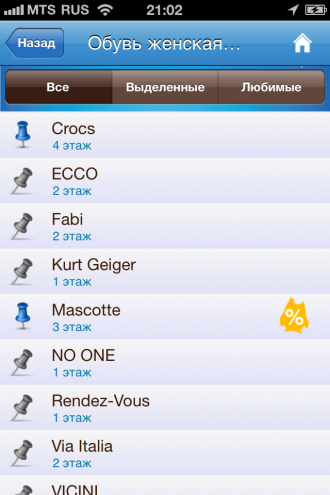 MTS RUS 21:02
Назад Обувь женская...
Все Выделенные Любимые
Crocs
4 этаж
ECCO
2 этаж
Fabi
2 этаж
Kurt Geiger
1 этаж
Mascotte
3 этаж
%
NO ONE
1 этаж
Rendez-Vous
1 этаж
Via Italia
2 этаж
VICINI